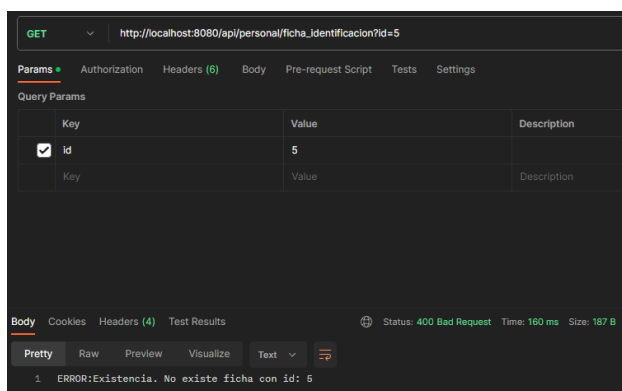 GET http://localhost:8080/api/personal/ficha_identificacion?id=5
Params Authorization Headers (6) Body Pre-request Script Tests Settings
Query Params
Key Value Description
id 5
Key Value Description
Body Cookies Headers (4) Test Results Status: 400 Bad Request Time: 160 ms Size: 187 B
Pretty Raw Preview Visualize Text
1 ERROR:Existencia. No existe ficha con id: 5